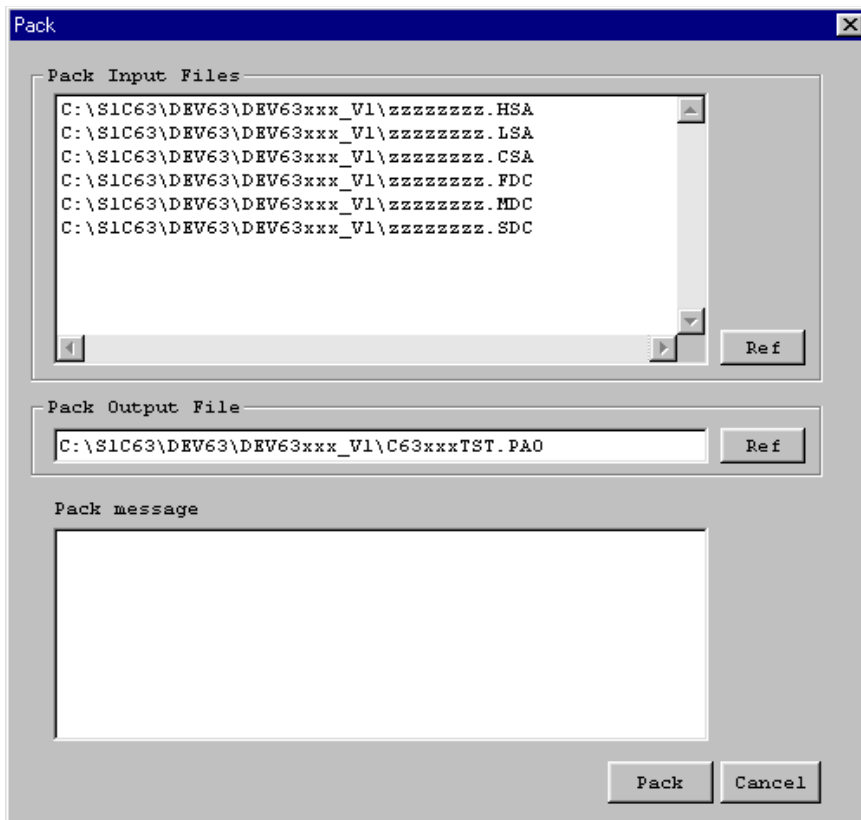 Pack
Pack Input Files
C:\S1C63\DEV63\DEV63xxx_V1\zzzzzzzz.HSA
C:\S1C63\DEV63\DEV63xxx_V1\zzzzzzzz.LSA
C:\S1C63\DEV63\DEV63xxx_V1\zzzzzzzz.CSA
C:\S1C63\DEV63\DEV63xxx_V1\zzzzzzzz.FDC
C:\S1C63\DEV63\DEV63xxx_V1\zzzzzzzz.MDC
C:\S1C63\DEV63\DEV63xxx_V1\zzzzzzzz.SDC
Ref
Pack Output File
C:\S1C63\DEV63\DEV63xxx_V1\C63xxxTST.PA0
Ref
Pack message
Pack Cancel